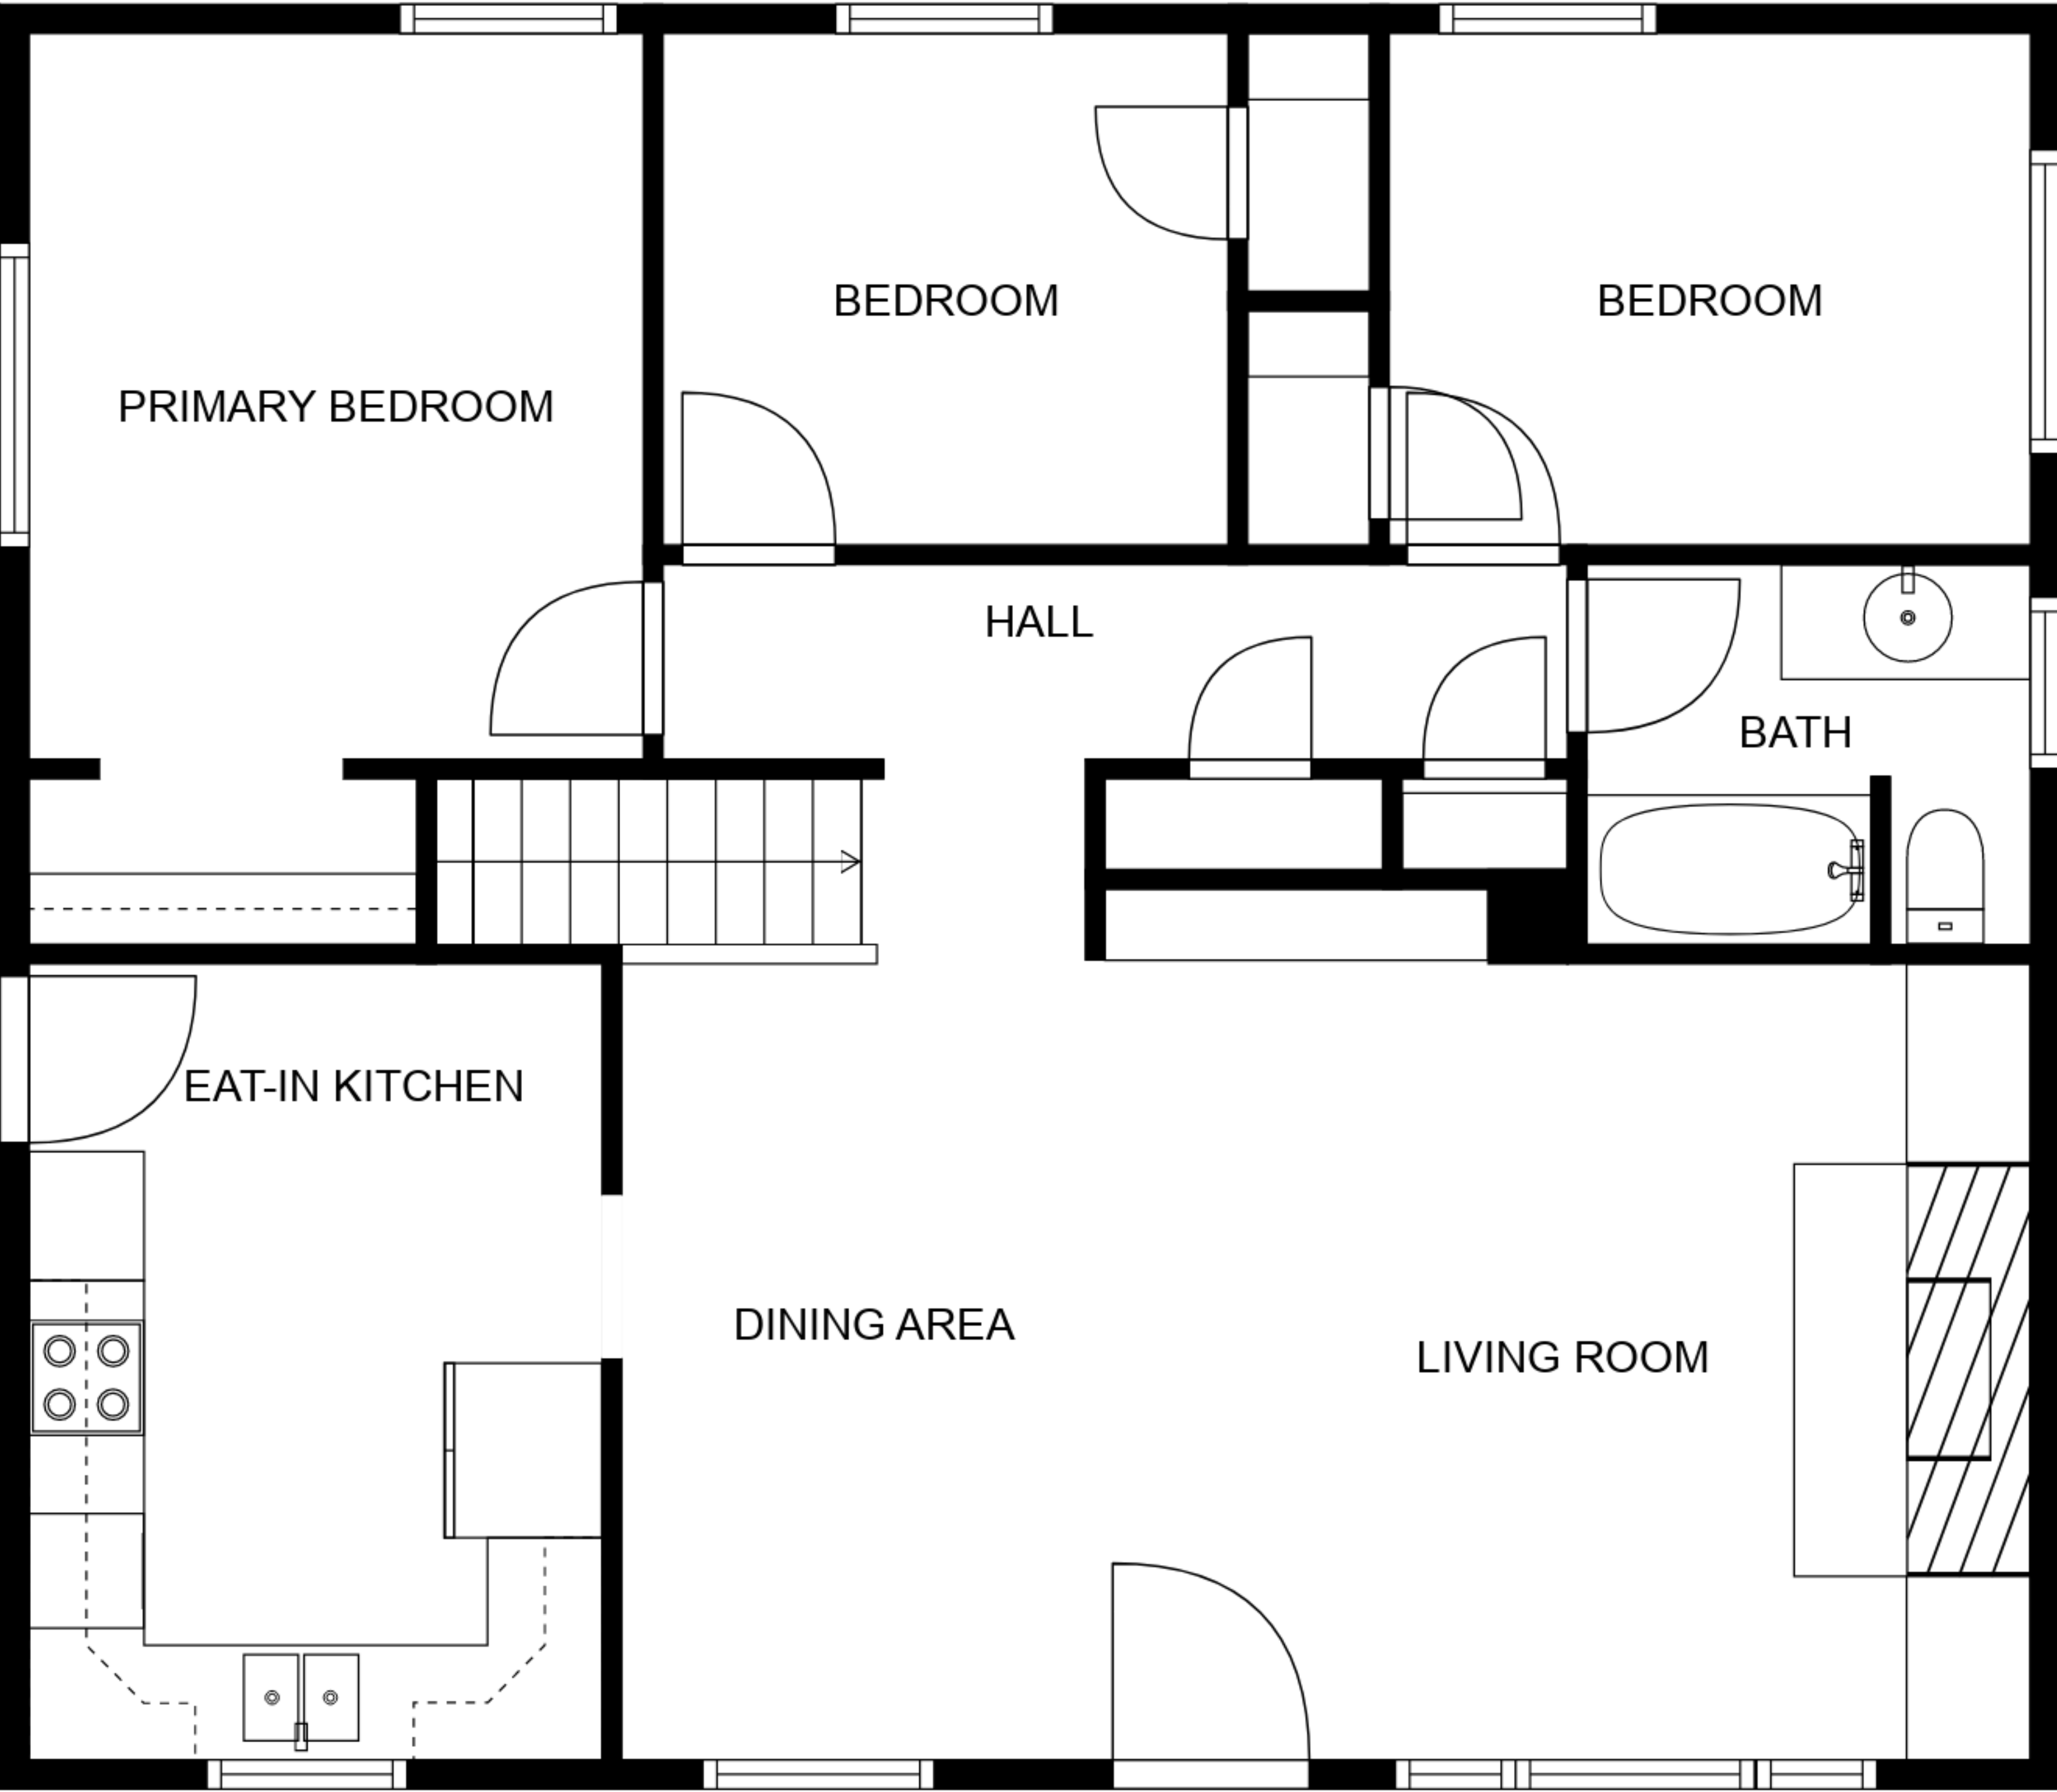 BEDROOM
BEDROOM
PRIMARY BEDROOM
HALL
BATH
EAT-IN KITCHEN
DINING AREA
LIVING ROOM